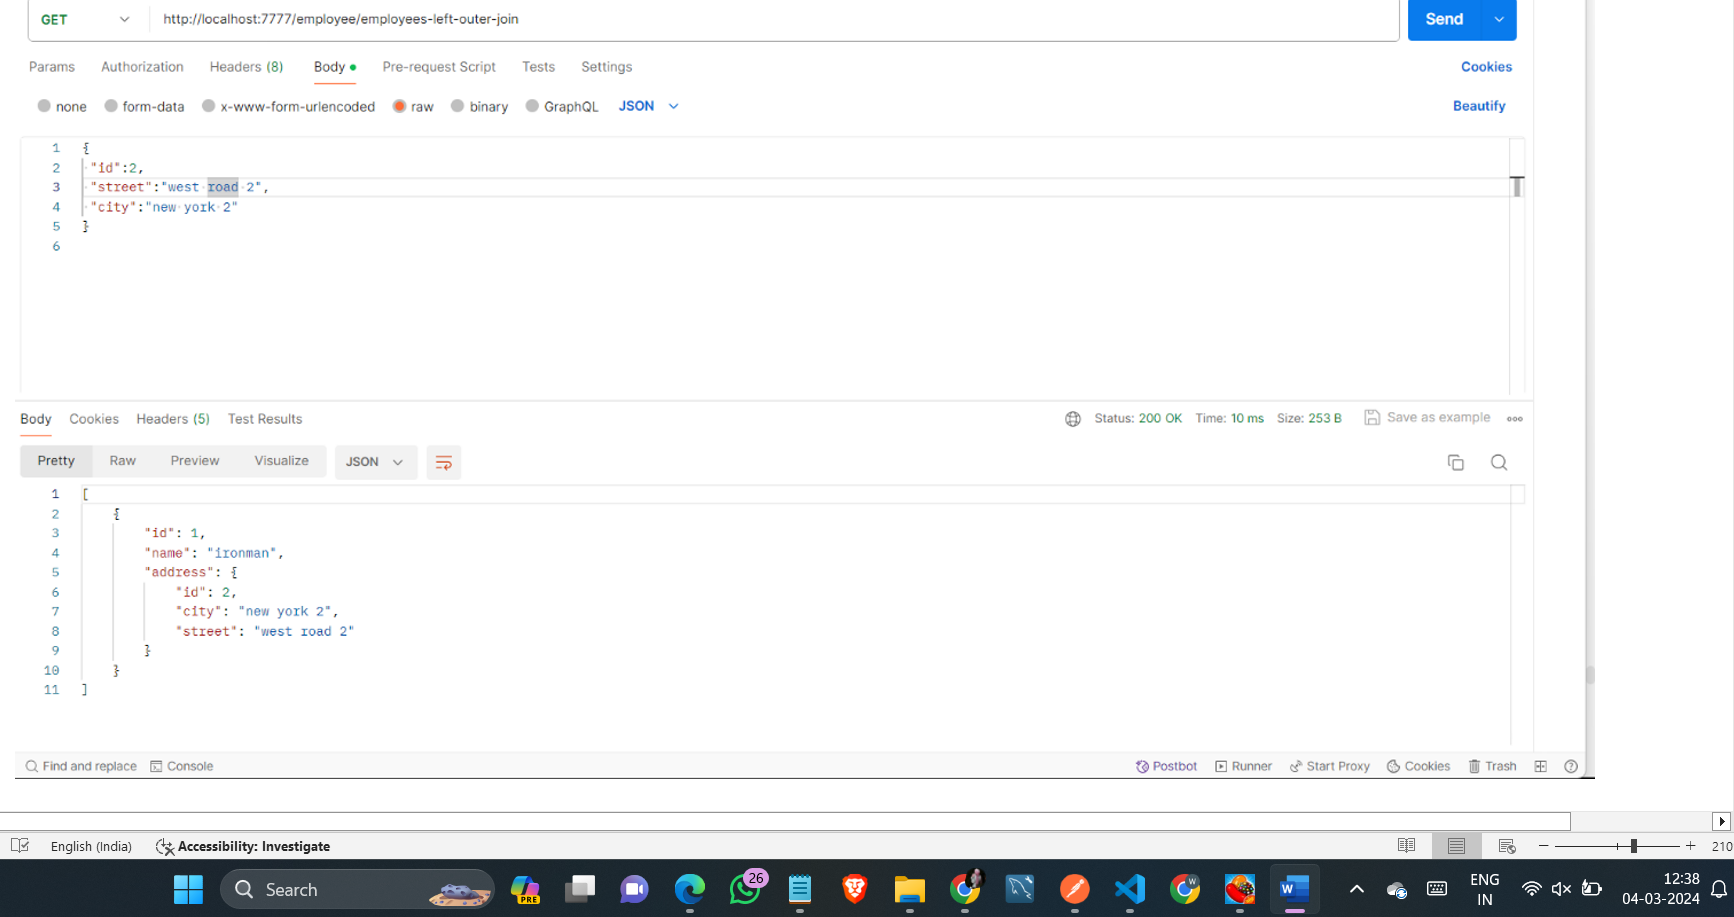 GET http://localhost:7777/employee/employees-left-outer-join Send
Params Authorization Headers (8) Body Pre-request Script Tests Settings Cookies
none form-data x-www-form-urlencoded raw binary GraphQL JSON Beautify
1 {
2 "id":2,
3 "street":"west road 2",
4 "city":"new york 2"
5 }
6
Body Cookies Headers (5) Test Results Status: 200 OK Time: 10 ms Size: 253 B Save as example
Pretty Raw Preview Visualize JSON
1 [
2 {
3 "id": 1,
4 "name": "ironman",
5 "address": {
6 "id": 2,
7 "city": "new york 2",
8 "street": "west road 2"
9 }
10 }
11 ]
Find and replace Console Postbot Runner Start Proxy Cookies Trash
English (India) Accessibility: Investigate 210
Search PRE 26 W W ENG 12:38
IN 04-03-2024